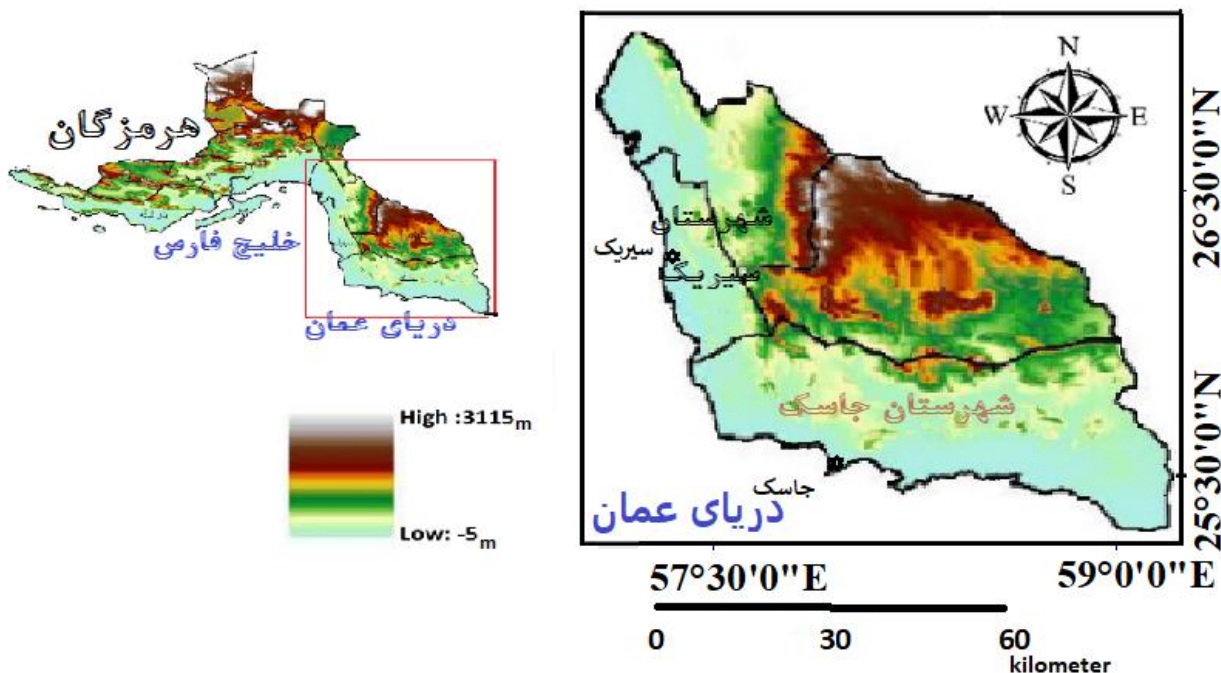 هرمزگان
خلیج فارس
دریای عمان
High :3115m
Low: -5m
N
W
E
S
شهرستان
سیریک
سیریک
شهرستان جاسک
جاسک
دریای عمان
26°30'0"N
25°30'0"N
57°30'0"E
59°0'0"E
0
30
60
kilometer